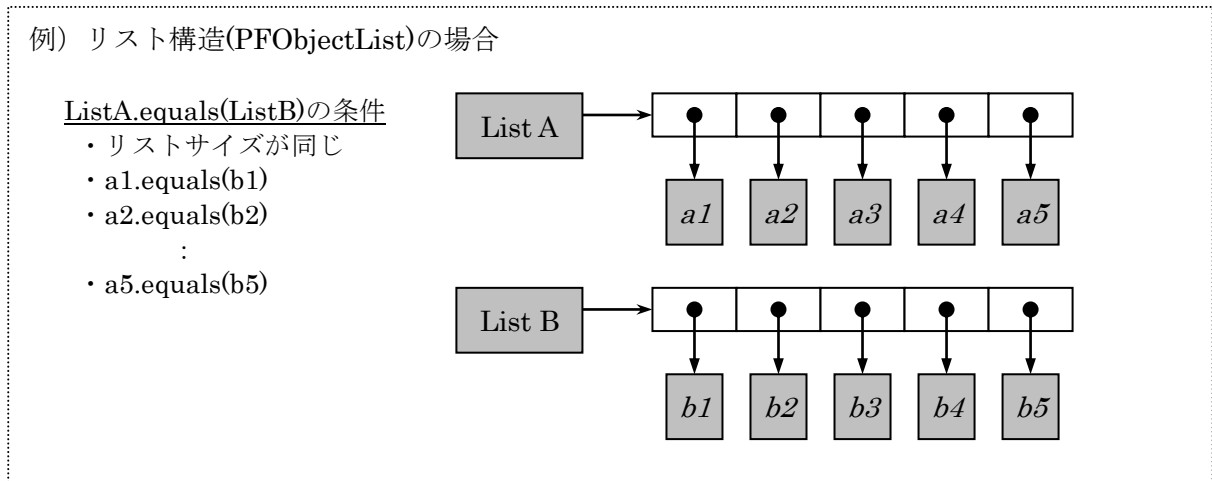 例）リスト構造(PFObjectList)の場合
ListA.equals(ListB)の条件
・リストサイズが同じ
・a1.equals(b1)
・a2.equals(b2)
：
・a5.equals(b5)
List A
a1 a2 a3 a4 a5
List B
b1 b2 b3 b4 b5